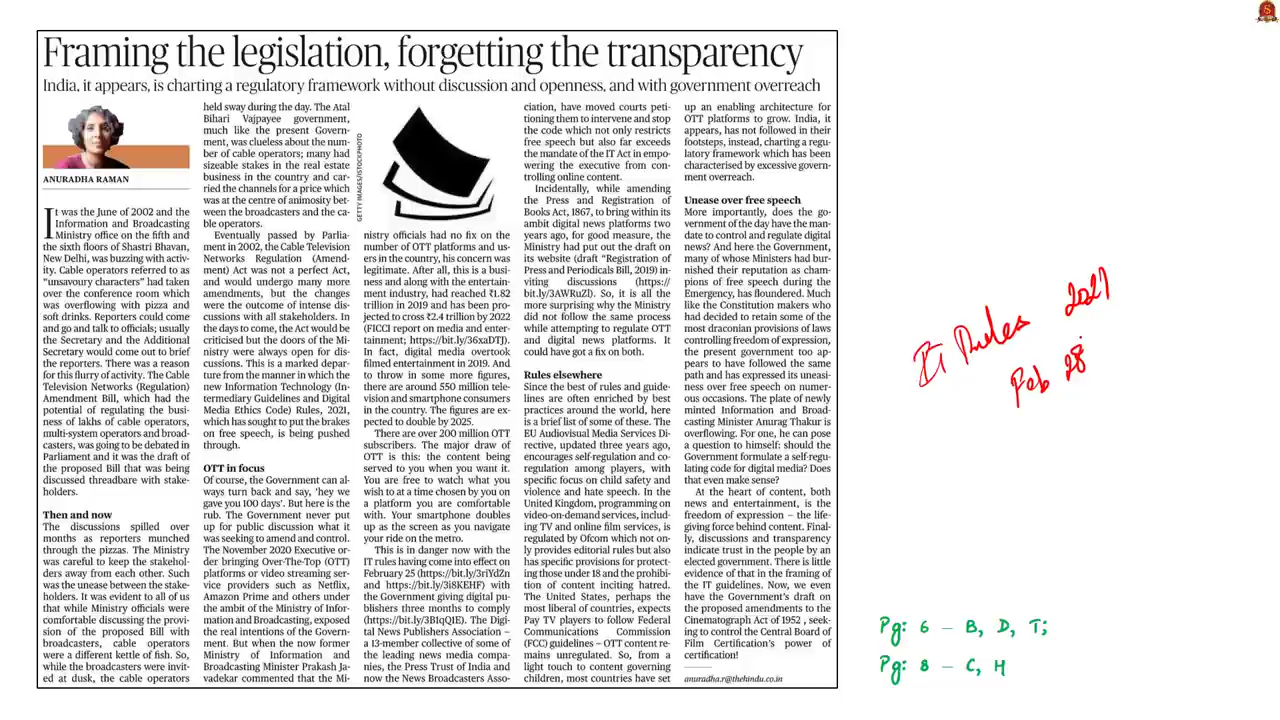 Framing the legislation, forgetting the transparency
India, it appears, is charting a regulatory framework without discussion and openness, and with government overreach
ANURADHA RAMAN
It was the June of 2002 and the
Information and Broadcasting
Ministry office on the fifth and
the sixth floors of Shastri Bhavan,
New Delhi, was buzzing with activ-
ity. Cable operators referred to as
“unsavoury characters” had taken
over the conference room which
was overflowing with pizza and
soft drinks. Reporters could come
and go and talk to officials; usually
the Secretary and the Additional
Secretary would come out to brief
the reporters. There was a reason
for this flurry of activity. The Cable
Television Networks (Regulation)
Amendment Bill, which had the
potential of regulating the busi-
ness of lakhs of cable operators,
multi-system operators and broad-
casters, was going to be debated in
Parliament and it was the draft of
the proposed Bill that was being
discussed threadbare with stake-
holders.
Then and now
The discussions spilled over
months as reporters munched
through the pizzas. The Ministry
was careful to keep the stakehol-
ders away from each other. Such
was the unease between the stake-
holders. It was evident to all of us
that while Ministry officials were
comfortable discussing the provi-
sion of the proposed Bill with
broadcasters, cable operators
were a different kettle of fish. So,
while the broadcasters were invit-
ed at dusk, the cable operators
held sway during the day. The Atal
Bihari Vajpayee government,
much like the present Govern-
ment, was clueless about the num-
ber of cable operators; many had
sizeable stakes in the real estate
business in the country and car-
ried the channels for a price which
was at the centre of animosity bet-
ween the broadcasters and the ca-
ble operators.
Eventually passed by Parlia-
ment in 2002, the Cable Television
Networks Regulation (Amend-
ment) Act was not a perfect Act,
and would undergo many more
amendments, but the changes
were the outcome of intense dis-
cussions with all stakeholders. In
the days to come, the Act would be
criticised but the doors of the Mi-
nistry were always open for dis-
cussions. This is a marked depar-
ture from the manner in which the
new Information Technology (In-
termediary Guidelines and Digital
Media Ethics Code) Rules, 2021,
which has sought to put the brakes
on free speech, is being pushed
through.
OTT in focus
Of course, the Government can al-
ways turn back and say, ‘hey we
gave you 100 days’. But here is the
rub. The Government never put
up for public discussion what it
was seeking to amend and control.
The November 2020 Executive or-
der bringing Over-The-Top (OTT)
platforms or video streaming ser-
vice providers such as Netflix,
Amazon Prime and others under
the ambit of the Ministry of Infor-
mation and Broadcasting, exposed
the real intentions of the Govern-
ment. But when the now former
Ministry of Information and
Broadcasting Minister Prakash Ja-
vadekar commented that the Mi-
GETTY IMAGES/ISTOCKPHOTO
nistry officials had no fix on the
number of OTT platforms and us-
ers in the country, his concern was
legitimate. After all, this is a busi-
ness and along with the entertain-
ment industry, had reached ₹1.82
trillion in 2019 and has been pro-
jected to cross ₹2.4 trillion by 2022
(FICCI report on media and enter-
tainment; https://bit.ly/36xaDTJ).
In fact, digital media overtook
filmed entertainment in 2019. And
to throw in some more figures,
there are around 550 million tele-
vision and smartphone consumers
in the country. The figures are ex-
pected to double by 2025.
There are over 200 million OTT
subscribers. The major draw of
OTT is this: the content being
served to you when you want it.
You are free to watch what you
wish to at a time chosen by you on
a platform you are comfortable
with. Your smartphone doubles
up as the screen as you navigate
your ride on the metro.
This is in danger now with the
IT rules having come into effect on
February 25 (https://bit.ly/3riYdZn
and https://bit.ly/3i8KEHF) with
the Government giving digital pu-
blishers three months to comply
(https://bit.ly/3B1qQ1E). The Digi-
tal News Publishers Association –
a 13-member collective of some of
the leading news media compa-
nies, the Press Trust of India and
now the News Broadcasters Asso-
ciation, have moved courts peti-
tioning them to intervene and stop
the code which not only restricts
free speech but also far exceeds
the mandate of the IT Act in empo-
wering the executive from con-
trolling online content.
Incidentally, while amending
the Press and Registration of
Books Act, 1867, to bring within its
ambit digital news platforms two
years ago, for good measure, the
Ministry had put out the draft on
its website (draft “Registration of
Press and Periodicals Bill, 2019) in-
viting discussions (https://
bit.ly/3AWRuZl). So, it is all the
more surprising why the Ministry
did not follow the same process
while attempting to regulate OTT
and digital news platforms. It
could have got a fix on both.
Rules elsewhere
Since the best of rules and guide-
lines are often enriched by best
practices around the world, here
is a brief list of some of these. The
EU Audiovisual Media Services Di-
rective, updated three years ago,
encourages self-regulation and co-
regulation among players, with
specific focus on child safety and
violence and hate speech. In the
United Kingdom, programming on
video-on-demand services, includ-
ing TV and online film services, is
regulated by Ofcom which not on-
ly provides editorial rules but also
has specific provisions for protect-
ing those under 18 and the prohibi-
tion of content inciting hatred.
The United States, perhaps the
most liberal of countries, expects
Pay TV players to follow Federal
Communications Commission
(FCC) guidelines – OTT content re-
mains unregulated. So, from a
light touch to content governing
children, most countries have set
up an enabling architecture for
OTT platforms to grow. India, it
appears, has not followed in their
footsteps, instead, charting a regu-
latory framework which has been
characterised by excessive govern-
ment overreach.
Unease over free speech
More importantly, does the go-
vernment of the day have the man-
date to control and regulate digital
news? And here the Government,
many of whose Ministers had bur-
nished their reputation as cham-
pions of free speech during the
Emergency, has floundered. Much
like the Constitution makers who
had decided to retain some of the
most draconian provisions of laws
controlling freedom of expression,
the present government too ap-
pears to have followed the same
path and has expressed its uneasi-
ness over free speech on numer-
ous occasions. The plate of newly
minted Information and Broad-
casting Minister Anurag Thakur is
overflowing. For one, he can pose
a question to himself: should the
Government formulate a self-regu-
lating code for digital media? Does
that even make sense?
At the heart of content, both
news and entertainment, is the
freedom of expression – the life-
giving force behind content. Final-
ly, discussions and transparency
indicate trust in the people by an
elected government. There is little
evidence of that in the framing of
the IT guidelines. Now, we even
have the Government’s draft on
the proposed amendments to the
Cinematograph Act of 1952 , seek-
ing to control the Central Board of
Film Certification’s power of
certification!
anuradha.r@thehindu.co.in
IT Rules 2021
Feb 28
Pg: 6 – B, D, T;
Pg: 8 – C, H